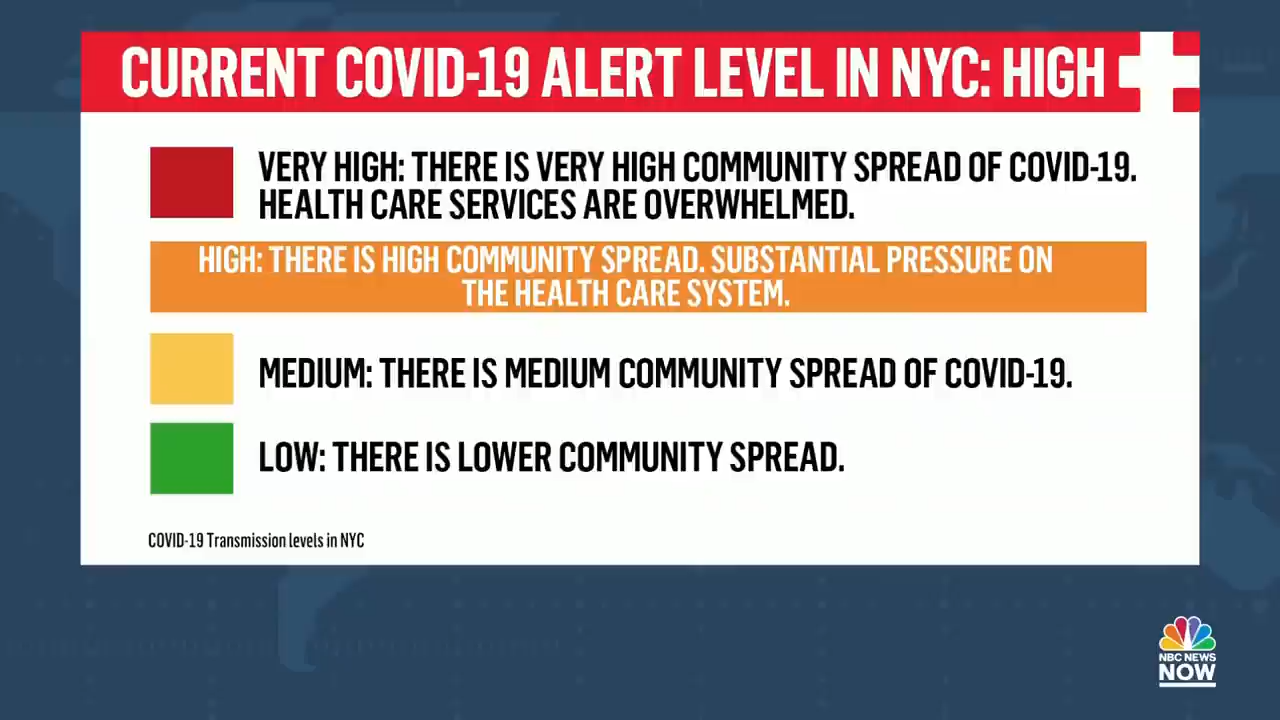 CURRENT COVID-19 ALERT LEVEL IN NYC: HIGH
VERY HIGH: THERE IS VERY HIGH COMMUNITY SPREAD OF COVID-19.
HEALTH CARE SERVICES ARE OVERWHELMED.
HIGH: THERE IS HIGH COMMUNITY SPREAD. SUBSTANTIAL PRESSURE ON
THE HEALTH CARE SYSTEM.
MEDIUM: THERE IS MEDIUM COMMUNITY SPREAD OF COVID-19.
LOW: THERE IS LOWER COMMUNITY SPREAD.
COVID-19 Transmission levels in NYC
NBC NEWS
NOW